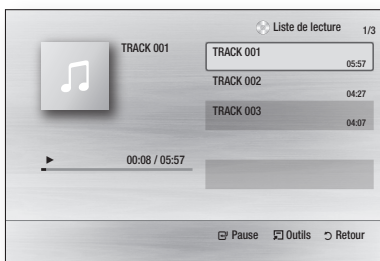 Liste de lecture 1/3
TRACK 001
TRACK 001
05:57
TRACK 002
04:27
TRACK 003
04:07
00:08 / 05:57
Pause Outils Retour